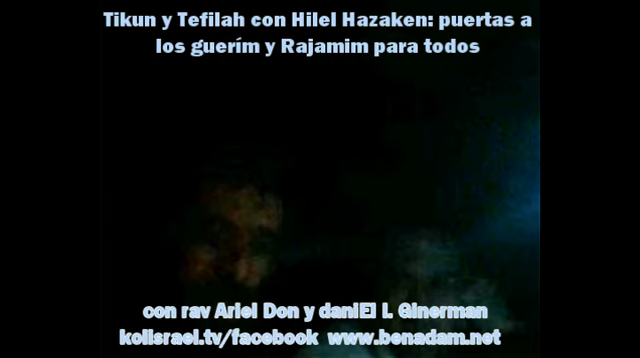 Tikun y Tefilah con Hilel Hazaken: puertas a
los guerím y Rajamim para todos
con rav Ariel Don y daniEl I. Ginerman
kolisrael.tv/facebook www.benadam.net